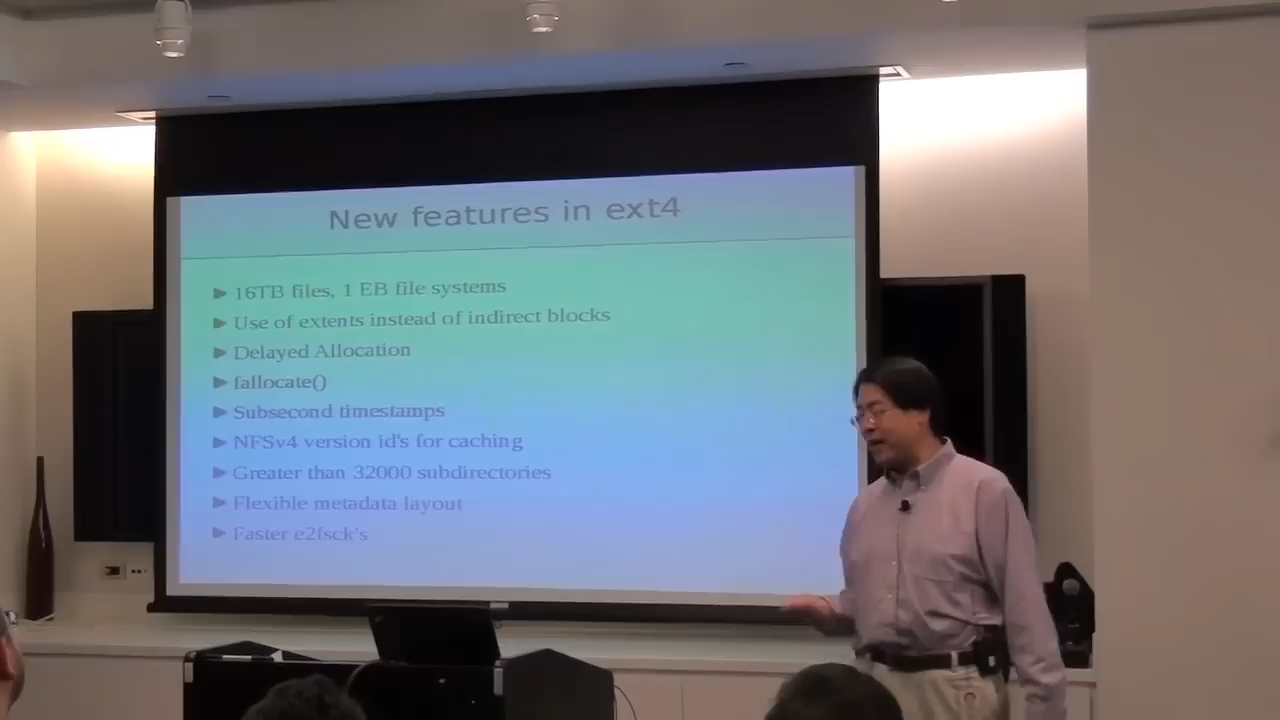 New features in ext4
16TB files, 1 EB file systems
Use of extents instead of indirect blocks
Delayed Allocation
fallocate()
Subsecond timestamps
NFSv4 version id's for caching
Greater than 32000 subdirectories
Flexible metadata layout
Faster e2fsck's